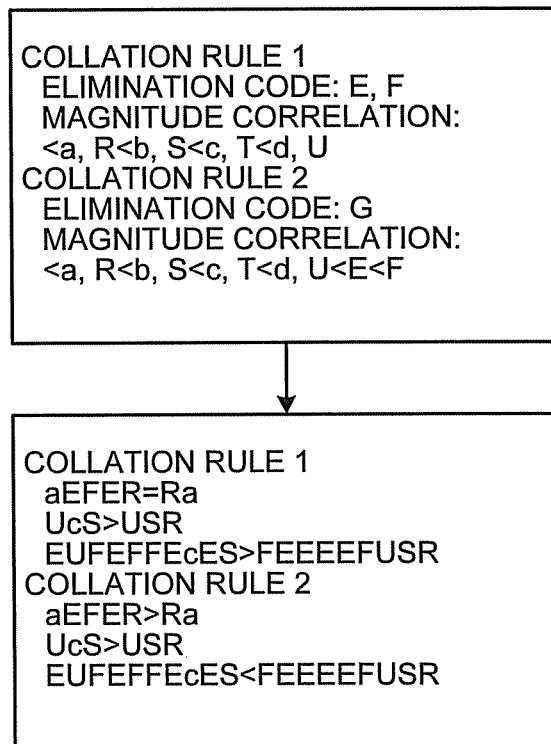 COLLATION RULE 1
ELIMINATION CODE: E, F
MAGNITUDE CORRELATION:
<a, R<b, S<c, T<d, U
COLLATION RULE 2
ELIMINATION CODE: G
MAGNITUDE CORRELATION:
<a, R<b, S<c, T<d, U<E<F
COLLATION RULE 1
aEFER=Ra
UcS>USR
EUFEFFEcES>FEEEEFUSR
COLLATION RULE 2
aEFER>Ra
UcS>USR
EUFEFFEcES<FEEEEFUSR